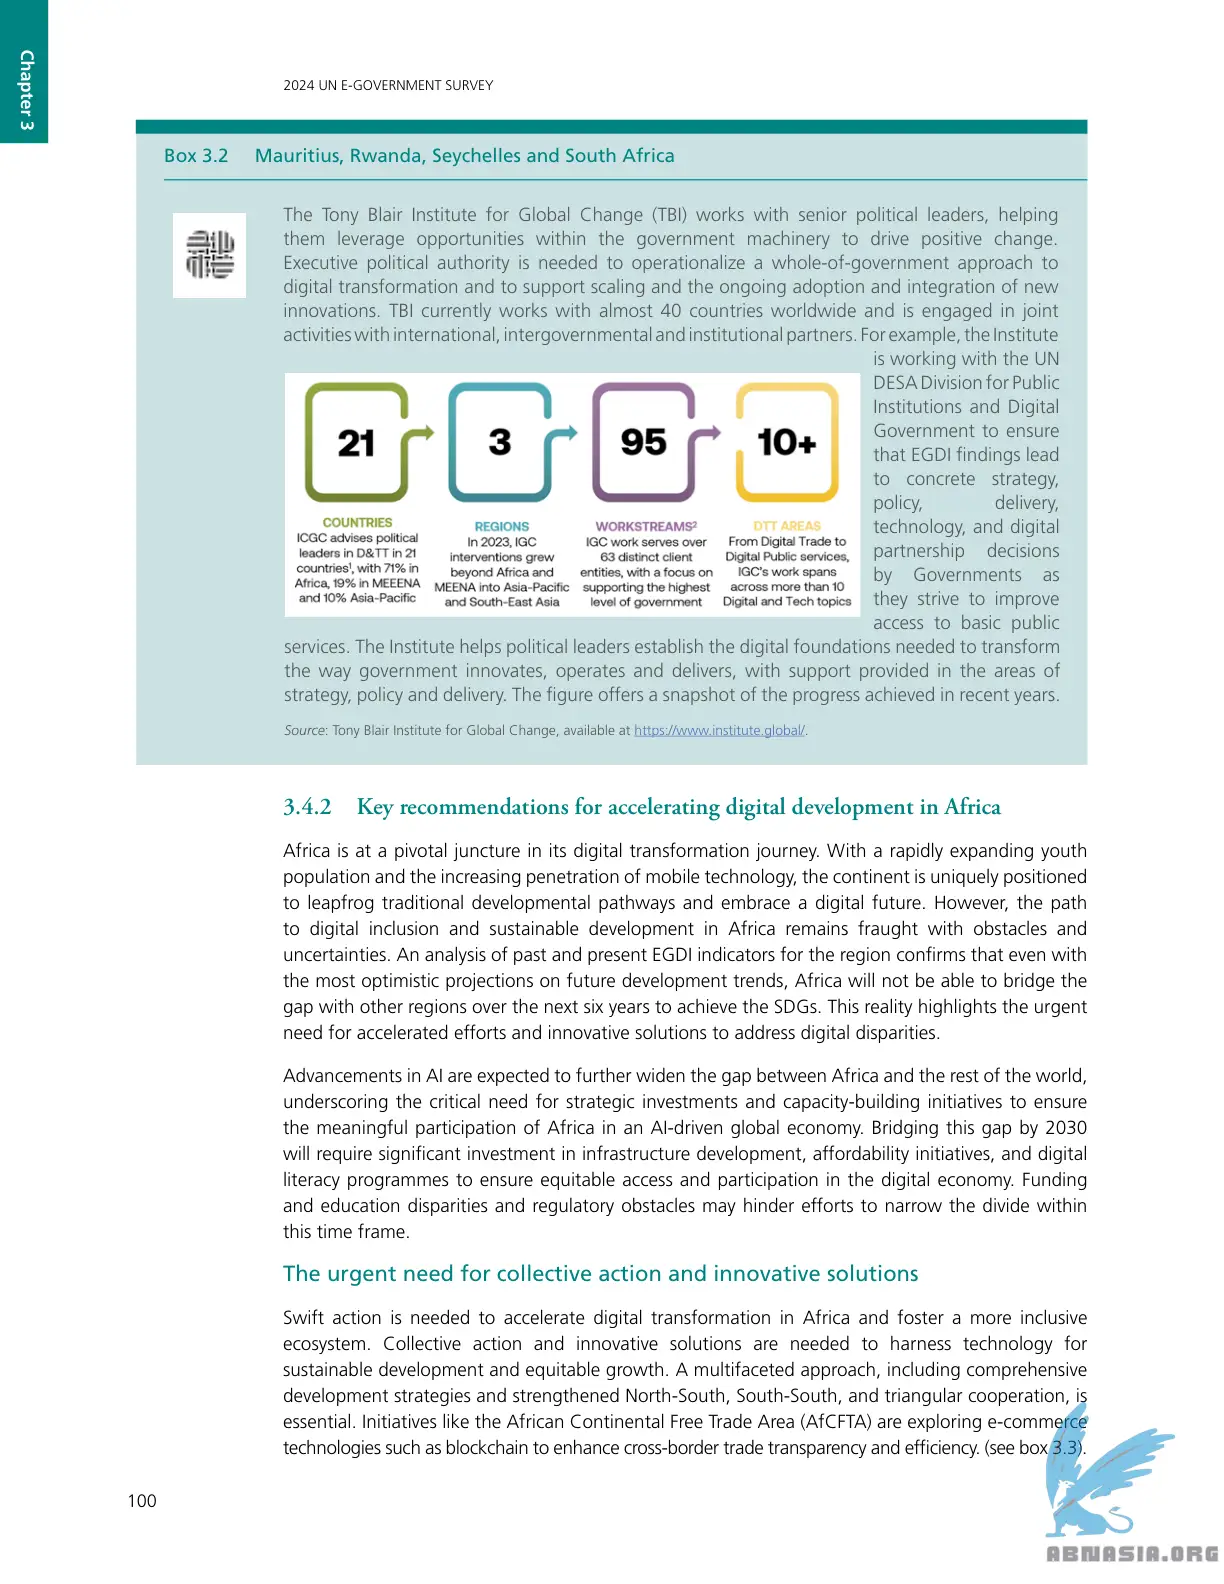 Chapter 3
2024 UN E-GOVERNMENT SURVEY
Box 3.2 Mauritius, Rwanda, Seychelles and South Africa
The Tony Blair Institute for Global Change (TBI) works with senior political leaders, helping
them leverage opportunities within the government machinery to drive positive change.
Executive political authority is needed to operationalize a whole-of-government approach to
digital transformation and to support scaling and the ongoing adoption and integration of new
innovations. TBI currently works with almost 40 countries worldwide and is engaged in joint
activities with international, intergovernmental and institutional partners. For example, the Institute
is working with the UN
DESA Division for Public
Institutions and Digital
Government to ensure
that EGDI findings lead
to concrete strategy,
policy, delivery,
technology, and digital
partnership decisions
by Governments as
they strive to improve
access to basic public
21
COUNTRIES
ICGC advises political
leaders in D&TT in 21
countries¹, with 71% in
Africa, 19% in MEEENA
and 10% Asia-Pacific
3
REGIONS
In 2023, IGC
interventions grew
beyond Africa and
MEENA into Asia-Pacific
and South-East Asia
95
WORKSTREAMS²
IGC work serves over
63 distinct client
entities, with a focus on
supporting the highest
level of government
10+
DTT AREAS
From Digital Trade to
Digital Public services,
IGC's work spans
across more than 10
Digital and Tech topics
services. The Institute helps political leaders establish the digital foundations needed to transform
the way government innovates, operates and delivers, with support provided in the areas of
strategy, policy and delivery. The figure offers a snapshot of the progress achieved in recent years.
Source: Tony Blair Institute for Global Change, available at https://www.institute.global/.
3.4.2 Key recommendations for accelerating digital development in Africa
Africa is at a pivotal juncture in its digital transformation journey. With a rapidly expanding youth
population and the increasing penetration of mobile technology, the continent is uniquely positioned
to leapfrog traditional developmental pathways and embrace a digital future. However, the path
to digital inclusion and sustainable development in Africa remains fraught with obstacles and
uncertainties. An analysis of past and present EGDI indicators for the region confirms that even with
the most optimistic projections on future development trends, Africa will not be able to bridge the
gap with other regions over the next six years to achieve the SDGs. This reality highlights the urgent
need for accelerated efforts and innovative solutions to address digital disparities.
Advancements in AI are expected to further widen the gap between Africa and the rest of the world,
underscoring the critical need for strategic investments and capacity-building initiatives to ensure
the meaningful participation of Africa in an AI-driven global economy. Bridging this gap by 2030
will require significant investment in infrastructure development, affordability initiatives, and digital
literacy programmes to ensure equitable access and participation in the digital economy. Funding
and education disparities and regulatory obstacles may hinder efforts to narrow the divide within
this time frame.
The urgent need for collective action and innovative solutions
Swift action is needed to accelerate digital transformation in Africa and foster a more inclusive
ecosystem. Collective action and innovative solutions are needed to harness technology for
sustainable development and equitable growth. A multifaceted approach, including comprehensive
development strategies and strengthened North-South, South-South, and triangular cooperation, is
essential. Initiatives like the African Continental Free Trade Area (AfCFTA) are exploring e-commerce
technologies such as blockchain to enhance cross-border trade transparency and efficiency. (see box 3.3).
100
ABNASIA.ORG